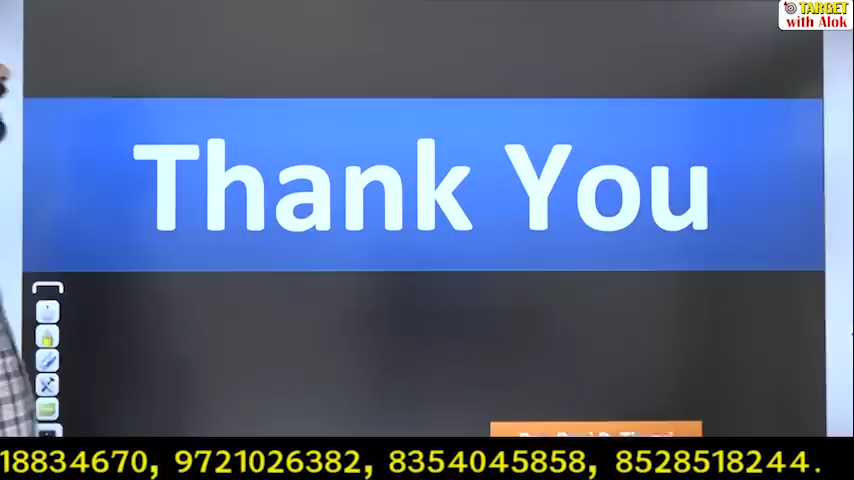 TARGET
with Alok
Thank You
18834670, 9721026382, 8354045858, 8528518244.